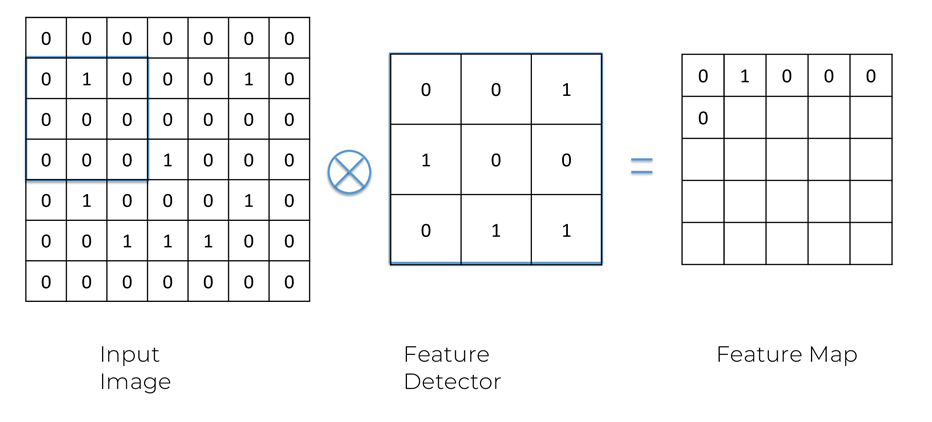 0 0 0 0 0 0 0
0 1 0 0 0 1 0
0 0 0 0 0 0 0
0 0 0 1 0 0 0
0 1 0 0 0 1 0
0 0 1 1 1 0 0
0 0 0 0 0 0 0
0 0 1
1 0 0
0 1 1
=
0 1 0 0 0
0
Input
Image
Feature
Detector
Feature Map